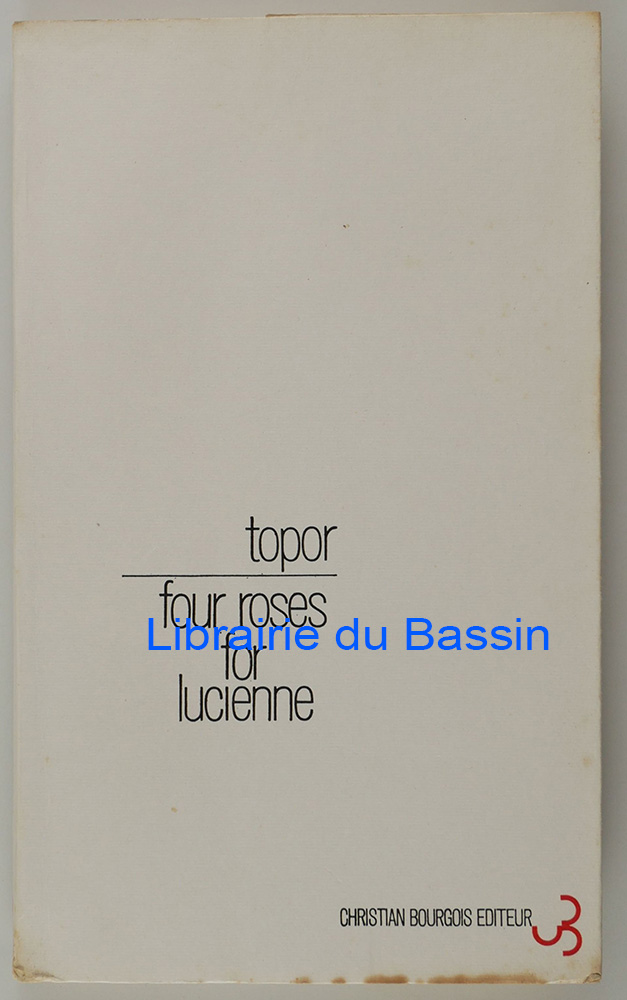 topor
four roses
Librairie du Bassin
for
lucienne
CHRISTIAN BOURGOIS EDITEUR